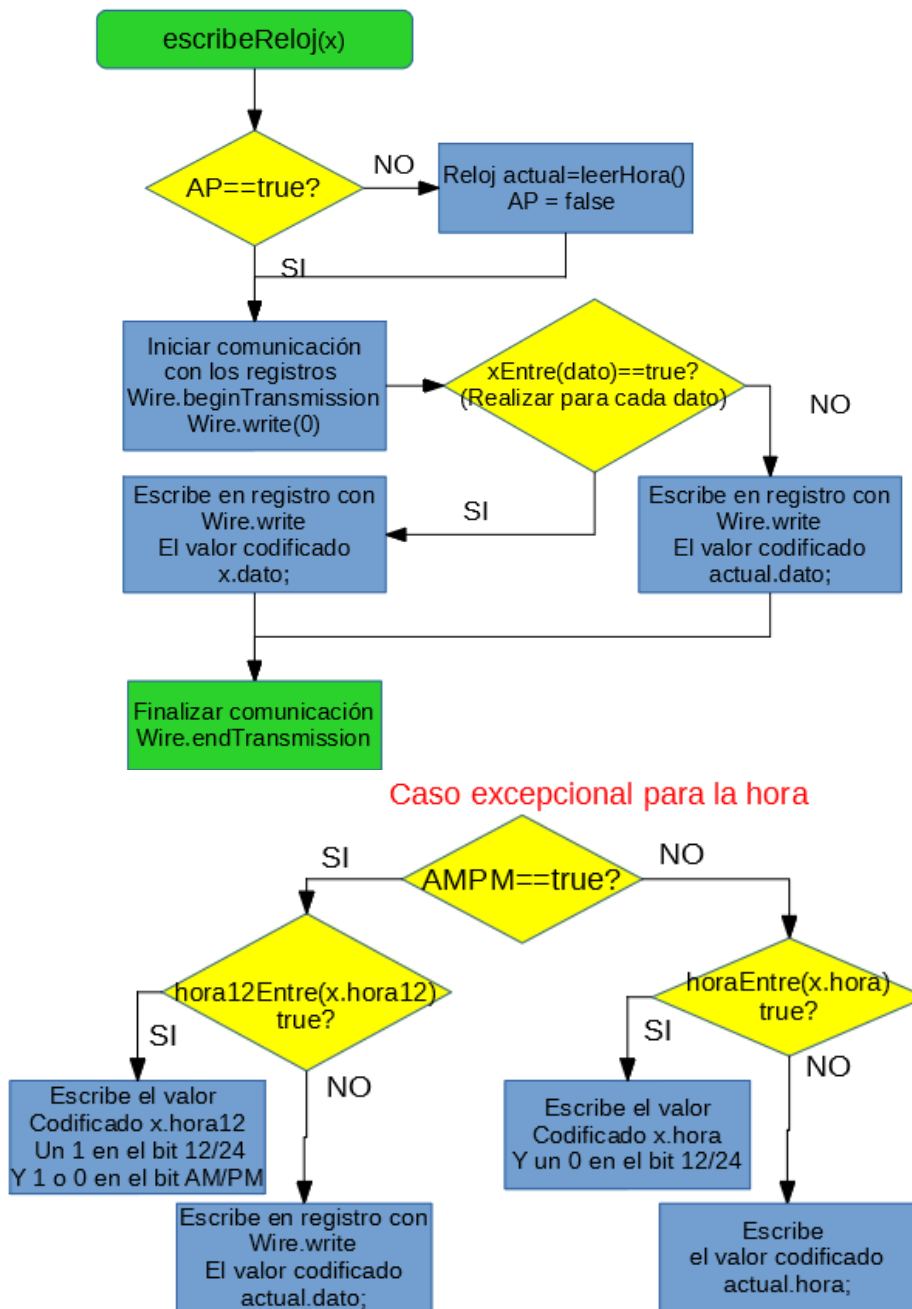 escribeReloj(x)
AP==true?
NO
Reloj actual=leerHora()
AP = false
SI
Iniciar comunicación
con los registros
Wire.beginTransmission
Wire.write(0)
xEntre(dato)==true?
(Realizar para cada dato)
NO
SI
Escribe en registro con
Wire.write
El valor codificado
x.dato;
Escribe en registro con
Wire.write
El valor codificado
actual.dato;
Finalizar comunicación
Wire.endTransmission
Caso excepcional para la hora
AMPM==true?
SI
NO
hora12Entre(x.hora12)
true?
horaEntre(x.hora)
true?
SI
NO
SI
NO
Escribe el valor
Codificado x.hora12
Un 1 en el bit 12/24
Y 1 o 0 en el bit AM/PM
Escribe el valor
Codificado x.hora
Y un 0 en el bit 12/24
Escribe en registro con
Wire.write
El valor codificado
actual.dato;
Escribe
el valor codificado
actual.hora;